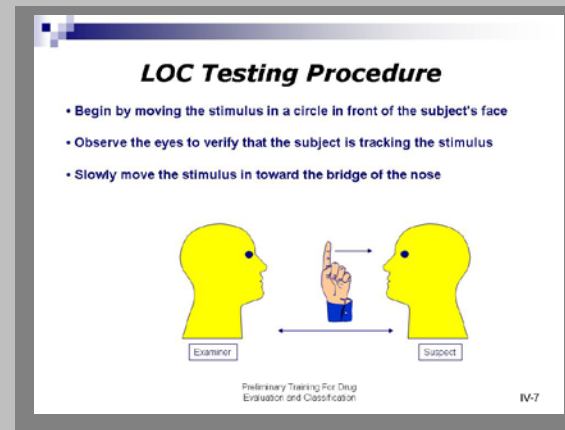 LOC Testing Procedure
• Begin by moving the stimulus in a circle in front of the subject's face
• Observe the eyes to verify that the subject is tracking the stimulus
• Slowly move the stimulus in toward the bridge of the nose
Examiner
Suspect
Preliminary Training For Drug
Evaluation and Classification
IV-7